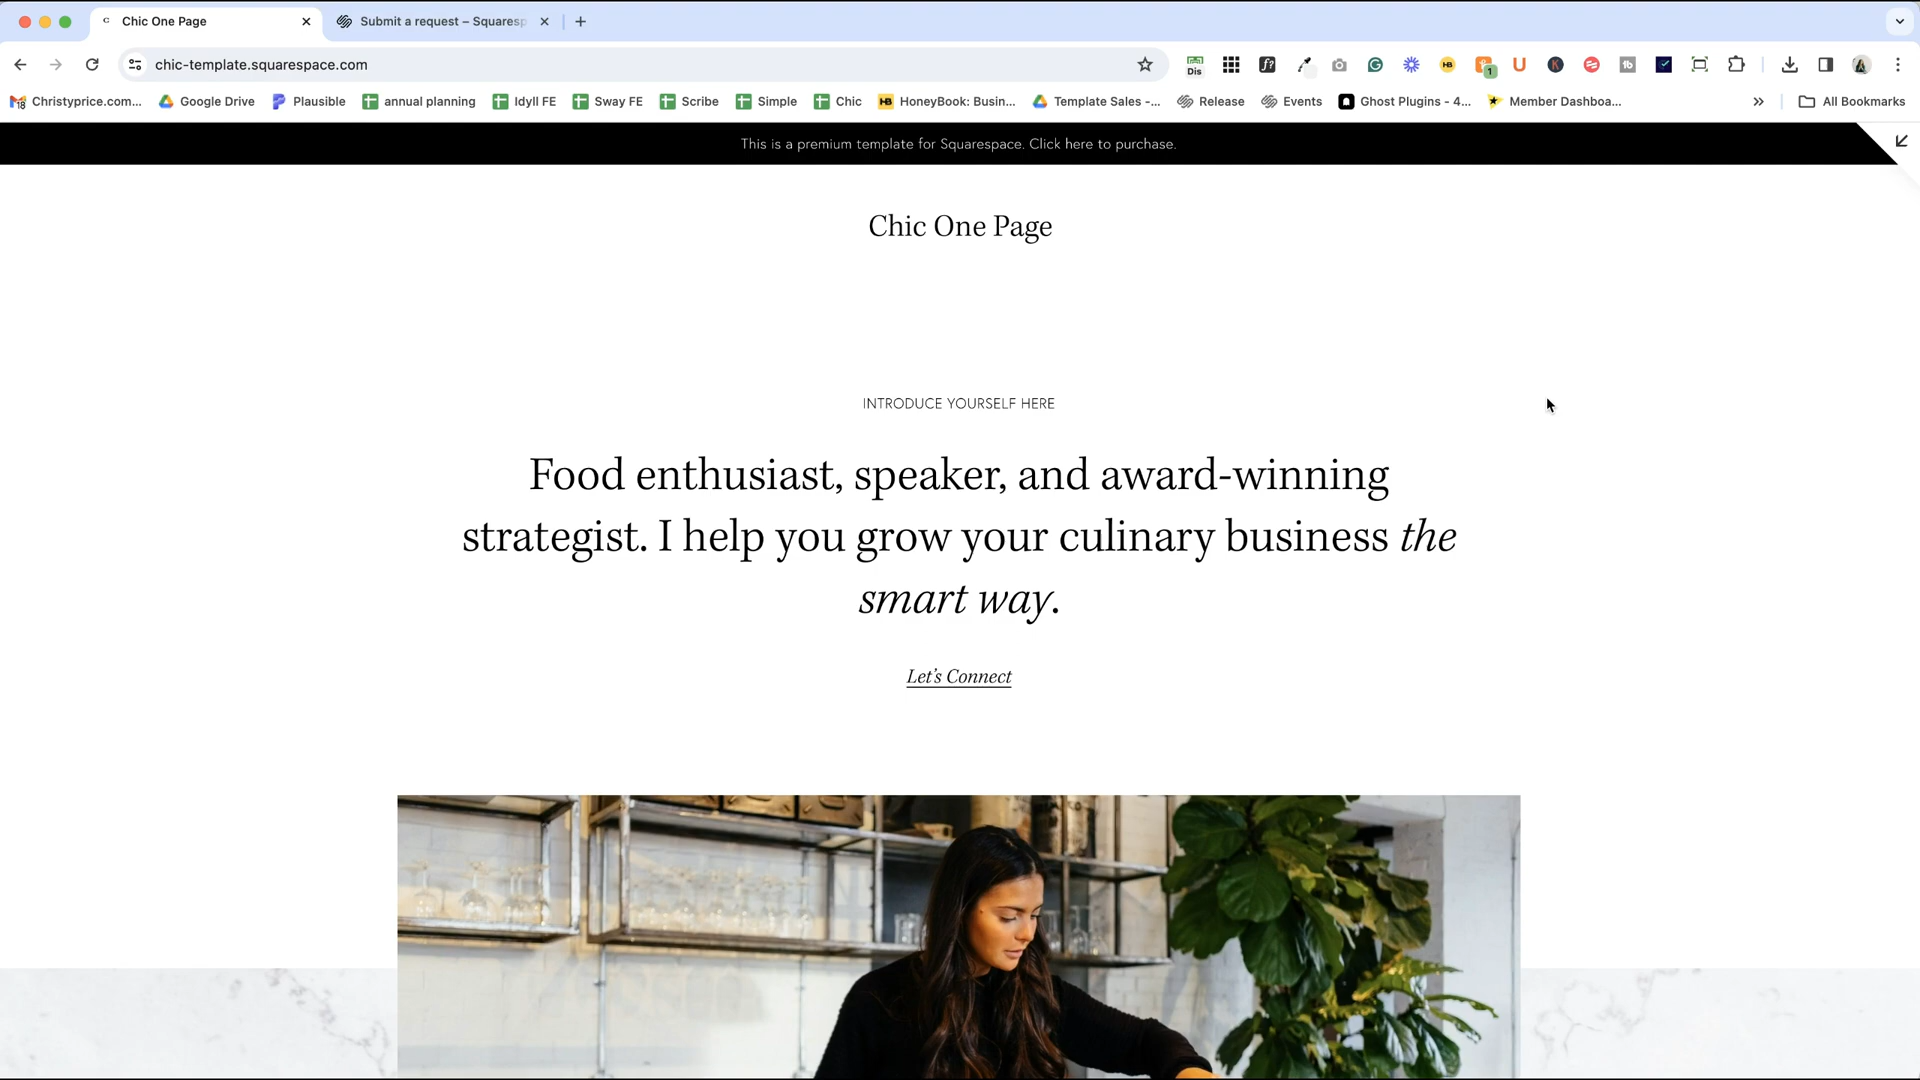 Chic One Page
Submit a request – Squaresp
chic-template.squarespace.com
Dis
1
Christyprice.com...
Google Drive
Plausible
annual planning
Idyll FE
Sway FE
Scribe
Simple
Chic
HB
HoneyBook: Busin...
Template Sales -...
Release
Events
Ghost Plugins - 4...
Member Dashboa...
All Bookmarks
This is a premium template for Squarespace. Click here to purchase.
Chic One Page
INTRODUCE YOURSELF HERE
Food enthusiast, speaker, and award-winning
strategist. I help you grow your culinary business the
smart way.
Let's Connect